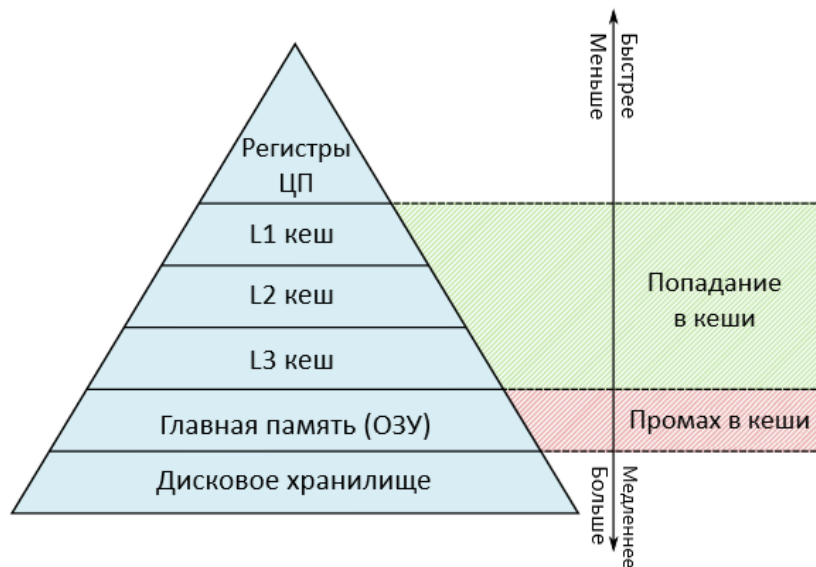 Регистры
ЦП
L1 кеш
L2 кеш
L3 кеш
Главная память (ОЗУ)
Дисковое хранилище
Быстрее
Меньше
Попадание
в кеши
Промах в кеши
Медленнее
Больше